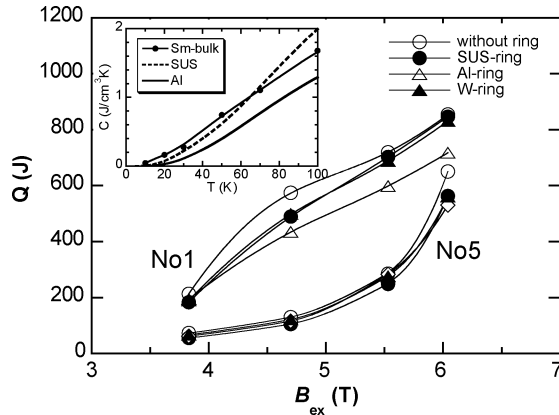 1200
1000
800
600
400
200
0
Q (J)
3
4
5
6
7
B ex (T)
without ring
SUS-ring
Al-ring
W-ring
No1
No5
2
1
0
C (J/cm³K)
0
20
40
60
80
100
T (K)
Sm-bulk
SUS
Al